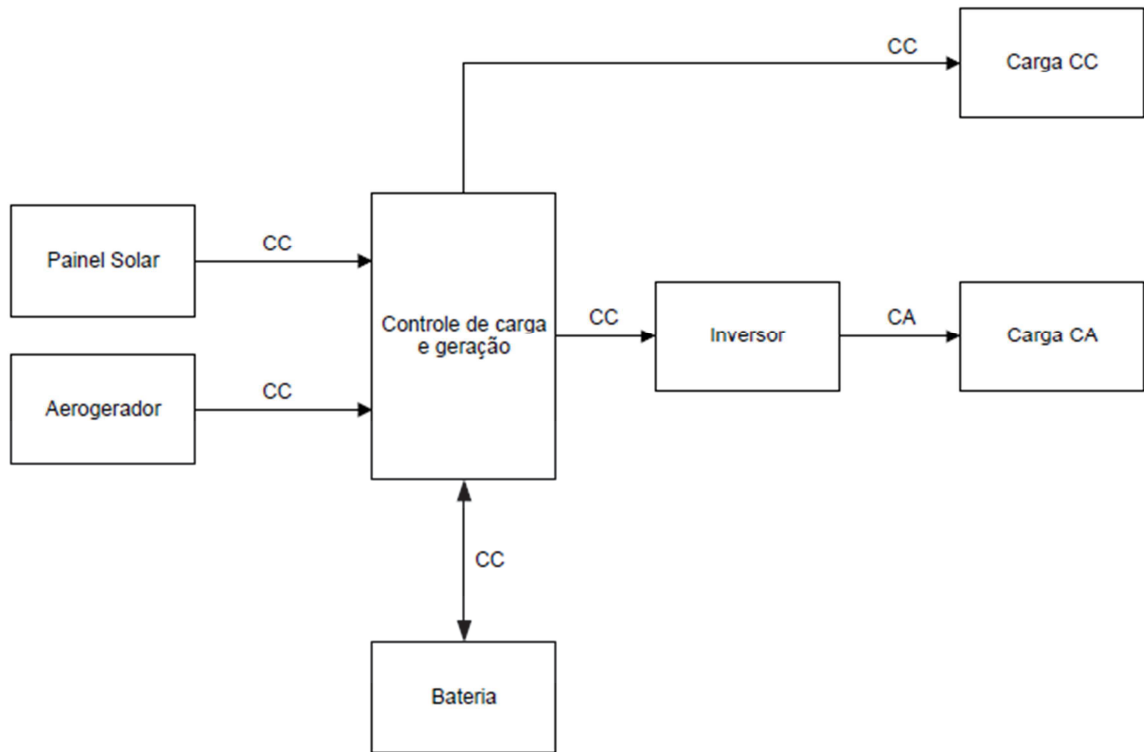 CC
Carga CC
Painel Solar
CC
Controle de carga
e geração
CC
Inversor
CA
Carga CA
Aerogerador
CC
CC
Bateria